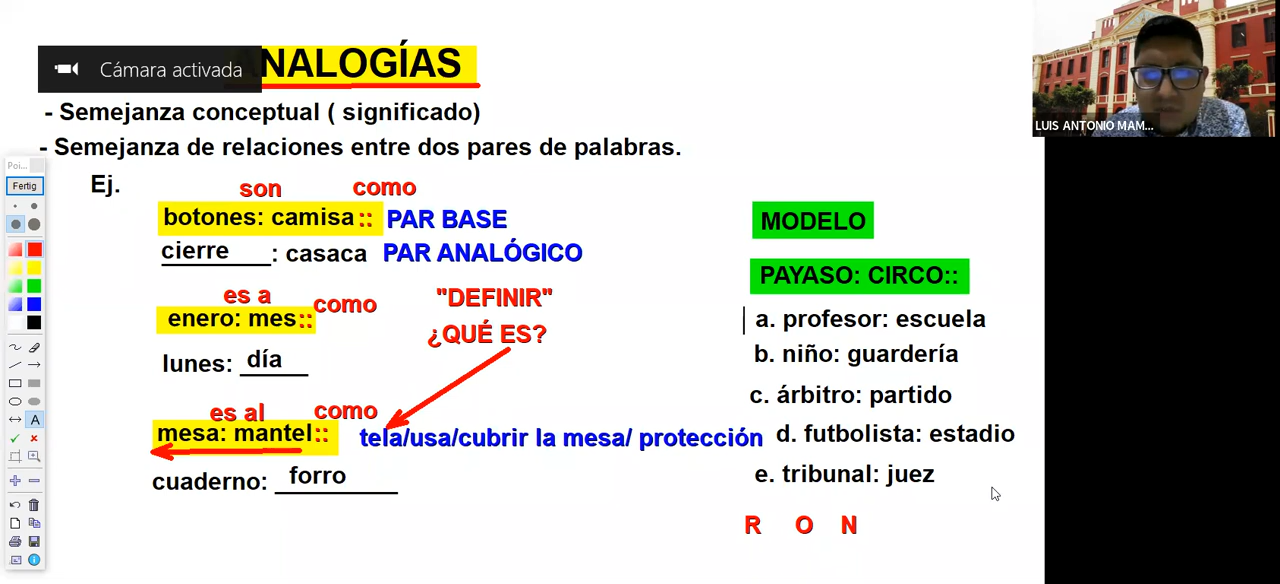 Cámara activada
NALOGÍAS
LUIS ANTONIO MAM...
- Semejanza conceptual ( significado)
- Semejanza de relaciones entre dos pares de palabras.
Poi...
Fertig
Ej.
son como
botones: camisa:: PAR BASE
cierre: casaca PAR ANALÓGICO
es a como
enero: mes::
lunes: día
"DEFINIR"
¿QUÉ ES?
es al como
mesa: mantel:: tela/usa/cubrir la mesa/ protección
cuaderno: forro
MODELO
PAYASO: CIRCO::
a. profesor: escuela
b. niño: guardería
c. árbitro: partido
d. futbolista: estadio
e. tribunal: juez
R O N
A